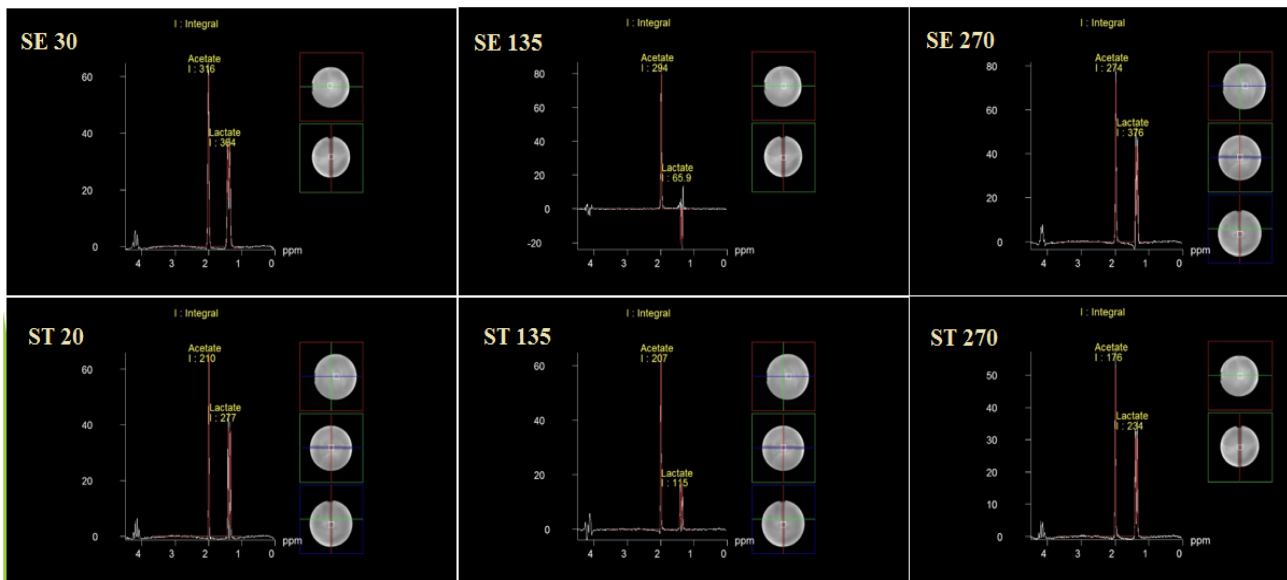 I : Integral
SE 30
Acetate
I : 316
Lactate
I :
60
40
20
0
4 3 2 1 0 ppm
I : Integral
SE 135
Acetate
I : 294
Lactate
I : 65.9
80
60
40
20
0
-20
4 3 2 1 0 ppm
I : Integral
SE 270
Acetate
I : 274
Lactate
I : 376
80
60
40
20
0
4 3 2 1 0 ppm
I : Integral
ST 20
Acetate
I : 210
Lactate
I : 277
60
40
20
0
4 3 2 1 0 ppm
I : Integral
ST 135
Acetate
I : 207
Lactate
I : 115
60
40
20
0
4 3 2 1 0 ppm
I : Integral
ST 270
Acetate
I : 176
Lactate
I : 234
50
40
30
20
10
0
4 3 2 1 0 ppm